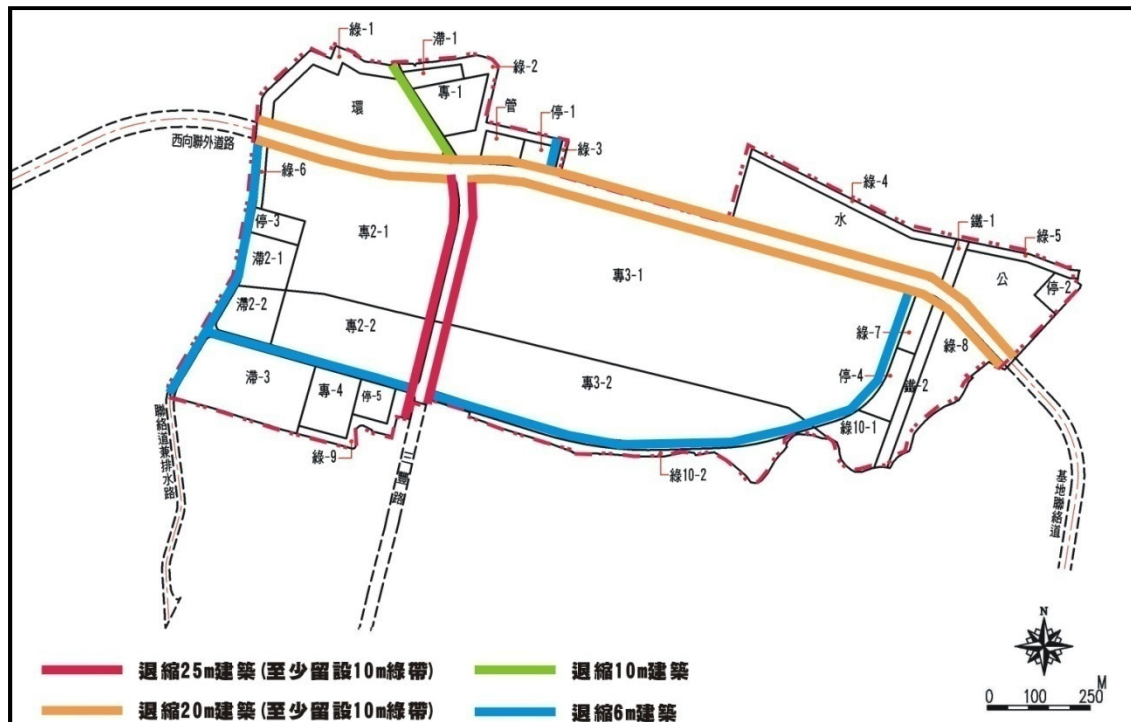 綠-1
滯-1
綠-2
專-1
環
管
停-1
綠-3
西向聯外道路
綠-6
綠-4
水
鐵-1
綠-5
停-3
專2-1
滯2-1
專3-1
公
停-2
滯2-2
專2-2
綠-7
綠-8
滯-3
專-4
停-5
專3-2
停-4
鐵-2
綠10-1
綠-9
綠10-2
聯絡道兼排水路
三豐路
基地聯絡道
N
退縮25m建築(至少留設10m綠帶)
退縮10m建築
退縮20m建築(至少留設10m綠帶)
退縮6m建築
M
0 100 250